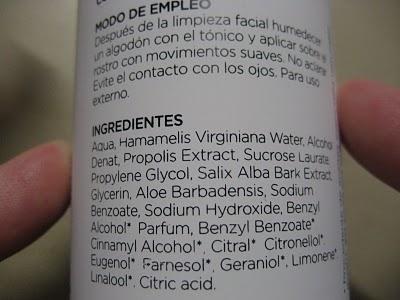 MODO DE EMPLEO
Después de la limpieza facial humedecer
un algodón con el tónico y aplicar sobre el
rostro con movimientos suaves. No aclarar
Evite el contacto con los ojos. Para uso
externo.
INGREDIENTES
Aqua, Hamamelis Virginiana Water, Alcohol
Denat, Propolis Extract, Sucrose Laurate,
Propylene Glycol, Salix Alba Bark Extract,
Glycerin, Aloe Barbadensis, Sodium
Benzoate, Sodium Hydroxide, Benzyl
Alcohol* Parfum, Benzyl Benzoate*
Cinnamyl Alcohol*, Citral* Citronellol*
Eugenol* Farnesol*, Geraniol*, Limonene*
Linalool*. Citric acid.